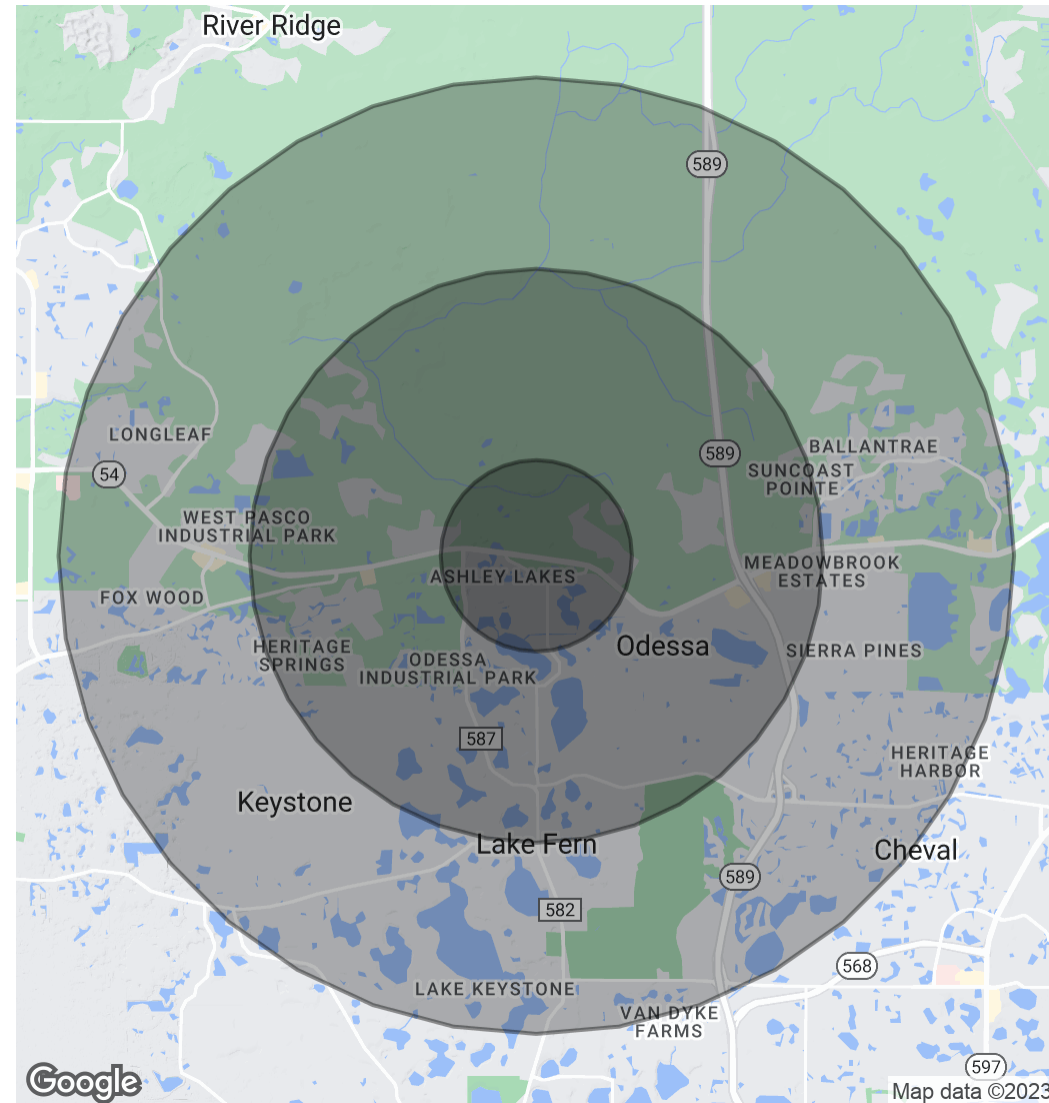 River Ridge
589
LONGLEAF
BALLANTRAE
589
54
SUNCOAST
POINTE
WEST PASCO
INDUSTRIAL PARK
MEADOWBROOK
ESTATES
ASHLEY LAKES
FOX WOOD
Odessa
HERITAGE
SPRINGS
SIERRA PINES
ODESSA
INDUSTRIAL PARK
587
HERITAGE
HARBOR
Keystone
Lake Fern
Cheval
589
582
568
LAKE KEYSTONE
VAN DYKE
FARMS
597
Google
Map data ©2023